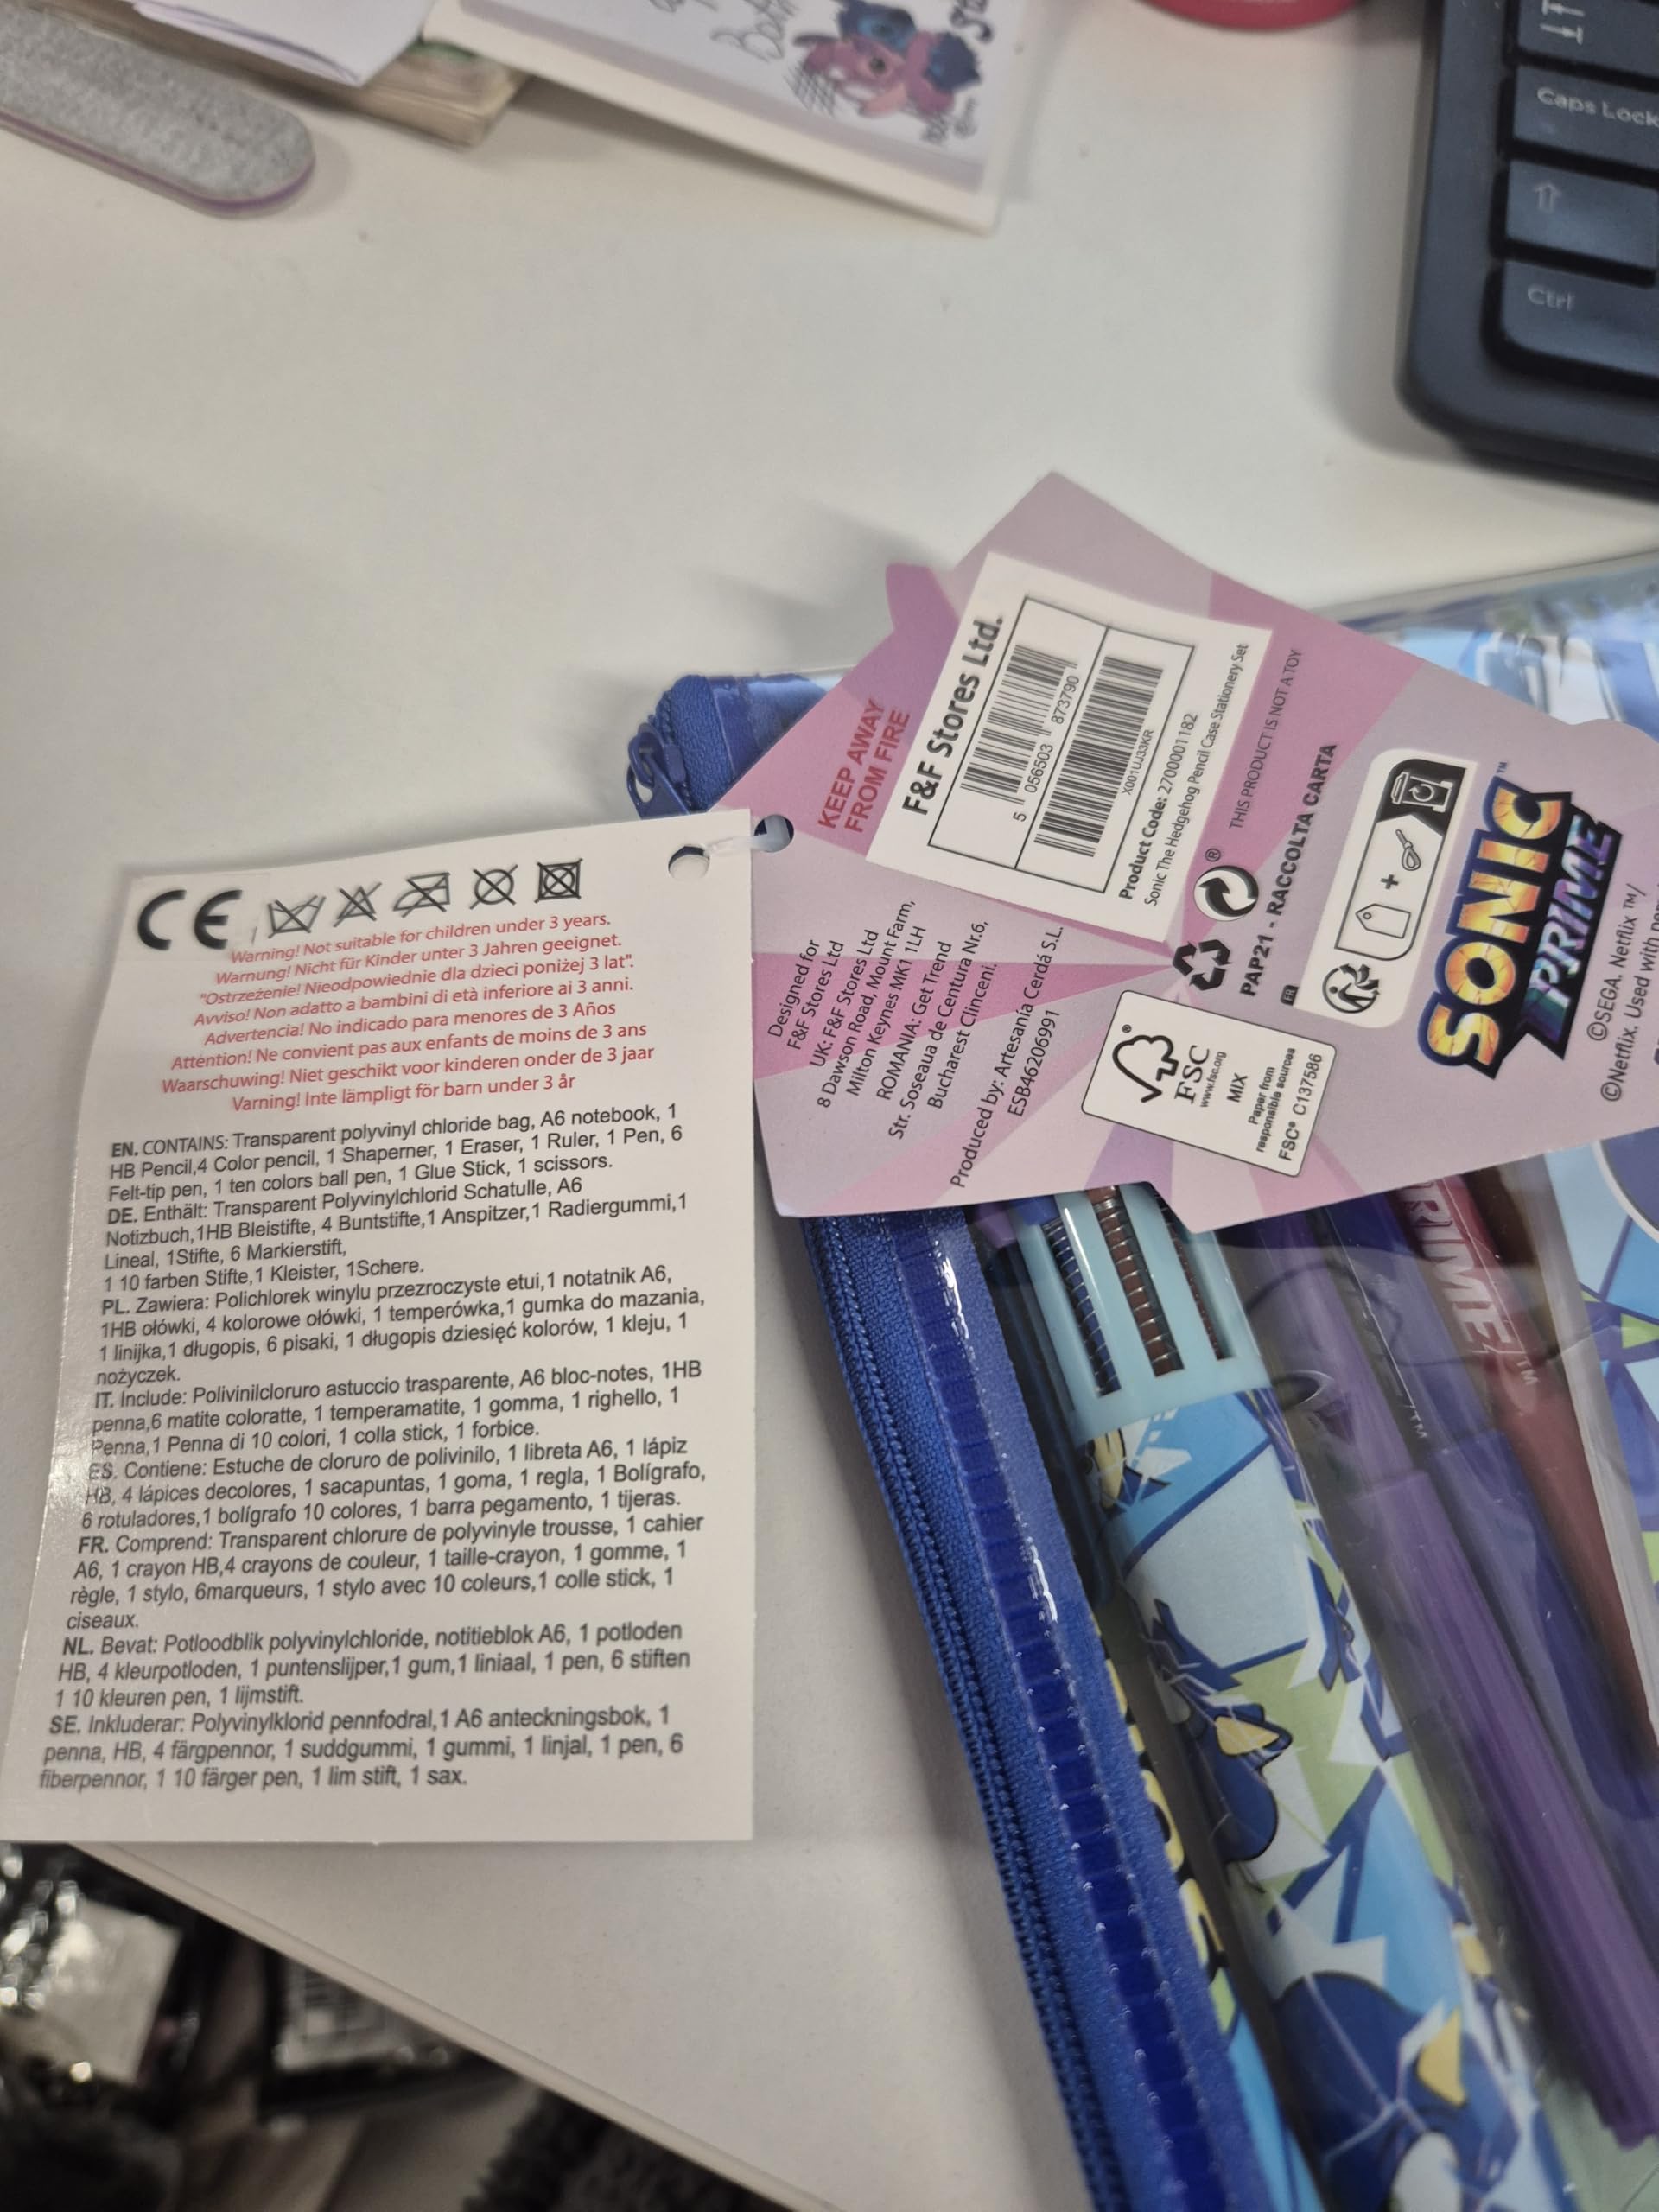 Caps Lock
Ctrl
CE
Warning! Not suitable for children under 3 years.
Warnung! Nicht für Kinder unter 3 Jahren geeignet.
"Ostrzeżenie! Nieodpowiednie dla dzieci poniżej 3 lat".
Avviso! Non adatto a bambini di età inferiore ai 3 anni.
Advertencia! No indicado para menores de 3 Años
Attention! Ne convient pas aux enfants de moins de 3 ans
Waarschuwing! Niet geschikt voor kinderen onder de 3 jaar
Varning! Inte lämpligt för barn under 3 år
EN. CONTAINS: Transparent polyvinyl chloride bag, A6 notebook, 1
HB Pencil,4 Color pencil, 1 Shaperner, 1 Eraser, 1 Ruler, 1 Pen, 6
Felt-tip pen, 1 ten colors ball pen, 1 Glue Stick, 1 scissors.
DE. Enthält: Transparent Polyvinylchlorid Schatulle, A6
Notizbuch,1HB Bleistifte, 4 Buntstifte,1 Anspitzer,1 Radiergummi,1
Lineal, 1Stifte, 6 Markierstift,
1 10 farben Stifte,1 Kleister, 1Schere.
PL. Zawiera: Polichlorek winylu przezroczyste etui,1 notatnik A6,
1HB ołówki, 4 kolorowe ołówki, 1 temperówka,1 gumka do mazania,
1 linijka,1 długopis, 6 pisaki, 1 długopis dziesięć kolorów, 1 kleju, 1
nożyczek.
IT. Include: Polivinilcloruro astuccio trasparente, A6 bloc-notes, 1HB
penna,6 matite coloratte, 1 temperamatite, 1 gomma, 1 righello, 1
Penna,1 Penna di 10 colori, 1 colla stick, 1 forbice.
ES. Contiene: Estuche de cloruro de polivinilo, 1 libreta A6, 1 lápiz
HB, 4 lápices decolores, 1 sacapuntas, 1 goma, 1 regla, 1 Bolígrafo,
6 rotuladores,1 bolígrafo 10 colores, 1 barra pegamento, 1 tijeras.
FR. Comprend: Transparent chlorure de polyvinyle trousse, 1 cahier
A6, 1 crayon HB,4 crayons de couleur, 1 taille-crayon, 1 gomme, 1
règle, 1 stylo, 6marqueurs, 1 stylo avec 10 coleurs,1 colle stick, 1
ciseaux.
NL. Bevat: Potloodblik polyvinylchloride, notitieblok A6, 1 potloden
HB, 4 kleurpotloden, 1 puntenslijper,1 gum,1 liniaal, 1 pen, 6 stiften
1 10 kleuren pen, 1 lijmstift.
SE. Inkluderar: Polyvinylklorid pennfodral,1 A6 anteckningsbok, 1
penna, HB, 4 färgpennor, 1 suddgummi, 1 gummi, 1 linjal, 1 pen, 6
fiberpennor, 1 10 färger pen, 1 lim stift, 1 sax.
KEEP AWAY
FROM FIRE
F&F Stores Ltd.
5 056503 873790
X001UJ33KR
Product Code: 2700001182
Sonic The Hedgehog Pencil Case Stationery Set
THIS PRODUCT IS NOT A TOY
Designed for
F&F Stores Ltd
UK: F&F Stores Ltd
8 Dawson Road, Mount Farm,
Milton Keynes MK1 1LH
ROMANIA: Get Trend
Str. Soseaua de Centura Nr.6,
Bucharest Clinceni.
Produced by: Artesanía Cerdá S.L.
ESB46206991
PAP21 - RACCOLTA CARTA
FR
FSC®
www.fsc.org
MIX
Paper from
responsible sources
FSC® C137586
SONIC™
PRIME
©SEGA. Netflix ™/
©Netflix. Used with
PRIME™